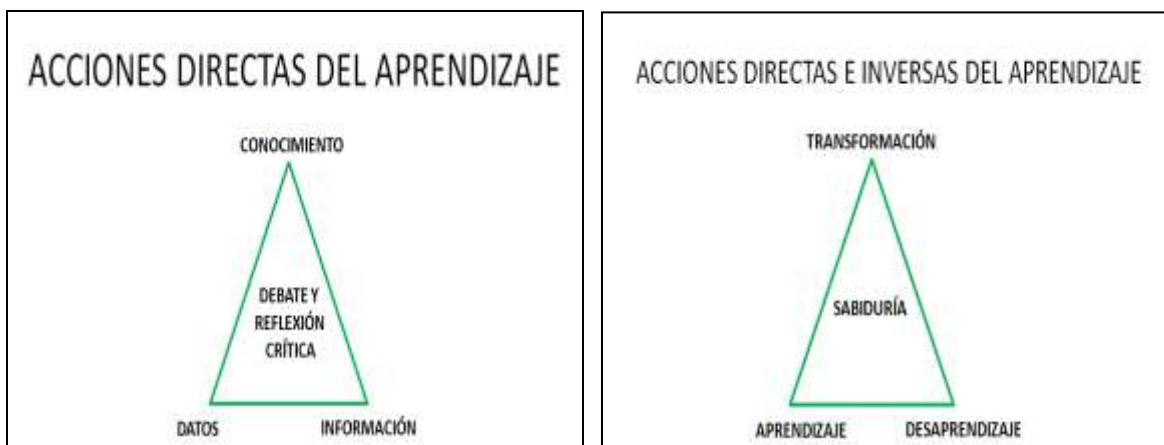 ACCIONES DIRECTAS DEL APRENDIZAJE
CONOCIMIENTO
DEBATE Y
REFLEXIÓN
CRÍTICA
DATOS
INFORMACIÓN
ACCIONES DIRECTAS E INVERSAS DEL APRENDIZAJE
TRANSFORMACIÓN
SABIDURÍA
APRENDIZAJE
DESAPRENDIZAJE